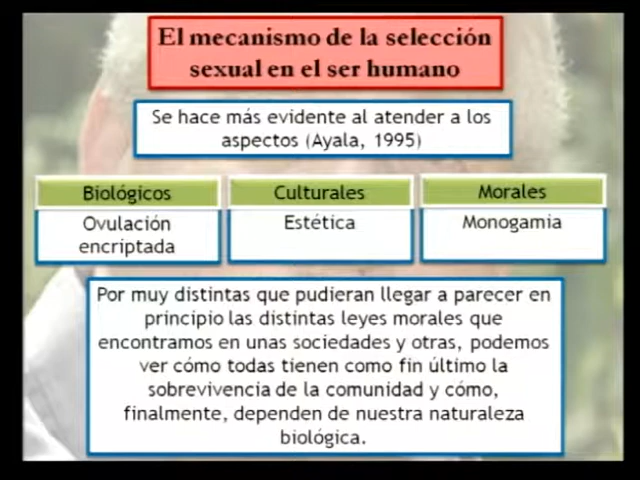 El mecanismo de la selección
sexual en el ser humano
Se hace más evidente al atender a los
aspectos (Ayala, 1995)
Biológicos
Ovulación
encriptada
Culturales
Estética
Morales
Monogamia
Por muy distintas que pudieran llegar a parecer en
principio las distintas leyes morales que
encontramos en unas sociedades y otras, podemos
ver cómo todas tienen como fin último la
sobrevivencia de la comunidad y cómo,
finalmente, dependen de nuestra naturaleza
biológica.